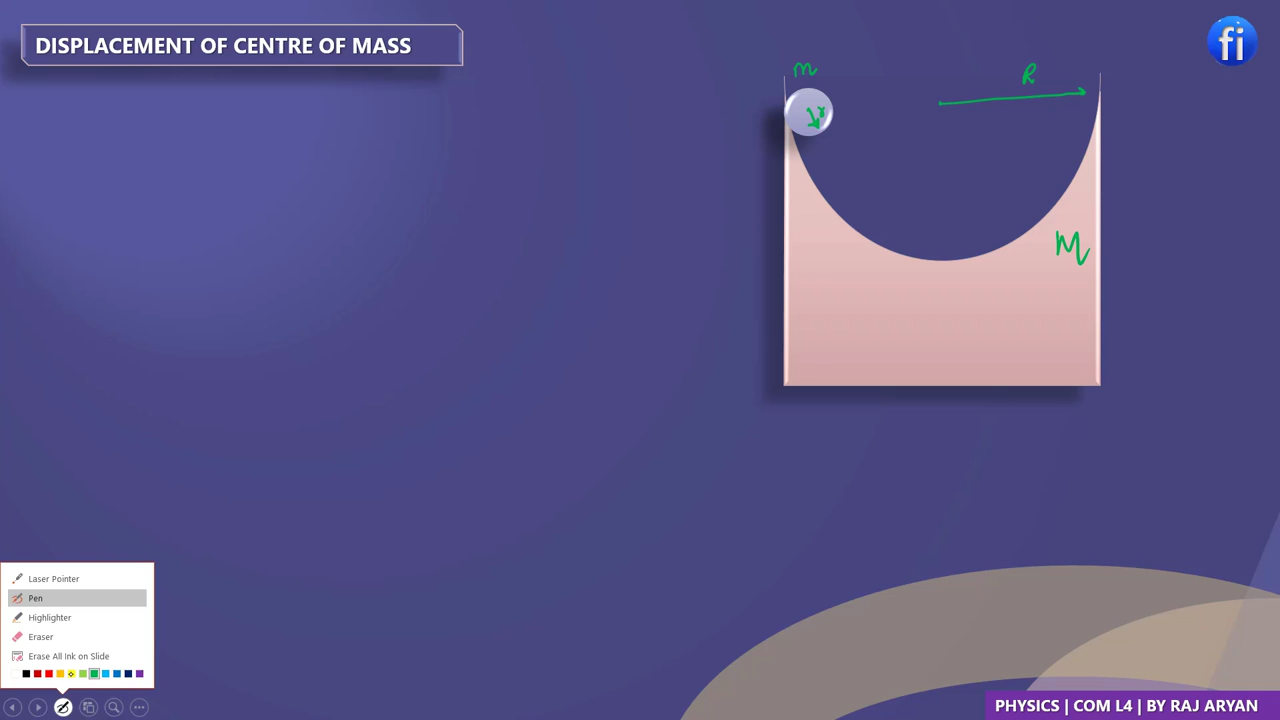 DISPLACEMENT OF CENTRE OF MASS
fi
m
R
r
M
Laser Pointer
Pen
Highlighter
Eraser
Erase All Ink on Slide
PHYSICS | COM L4 | BY RAJ ARYAN